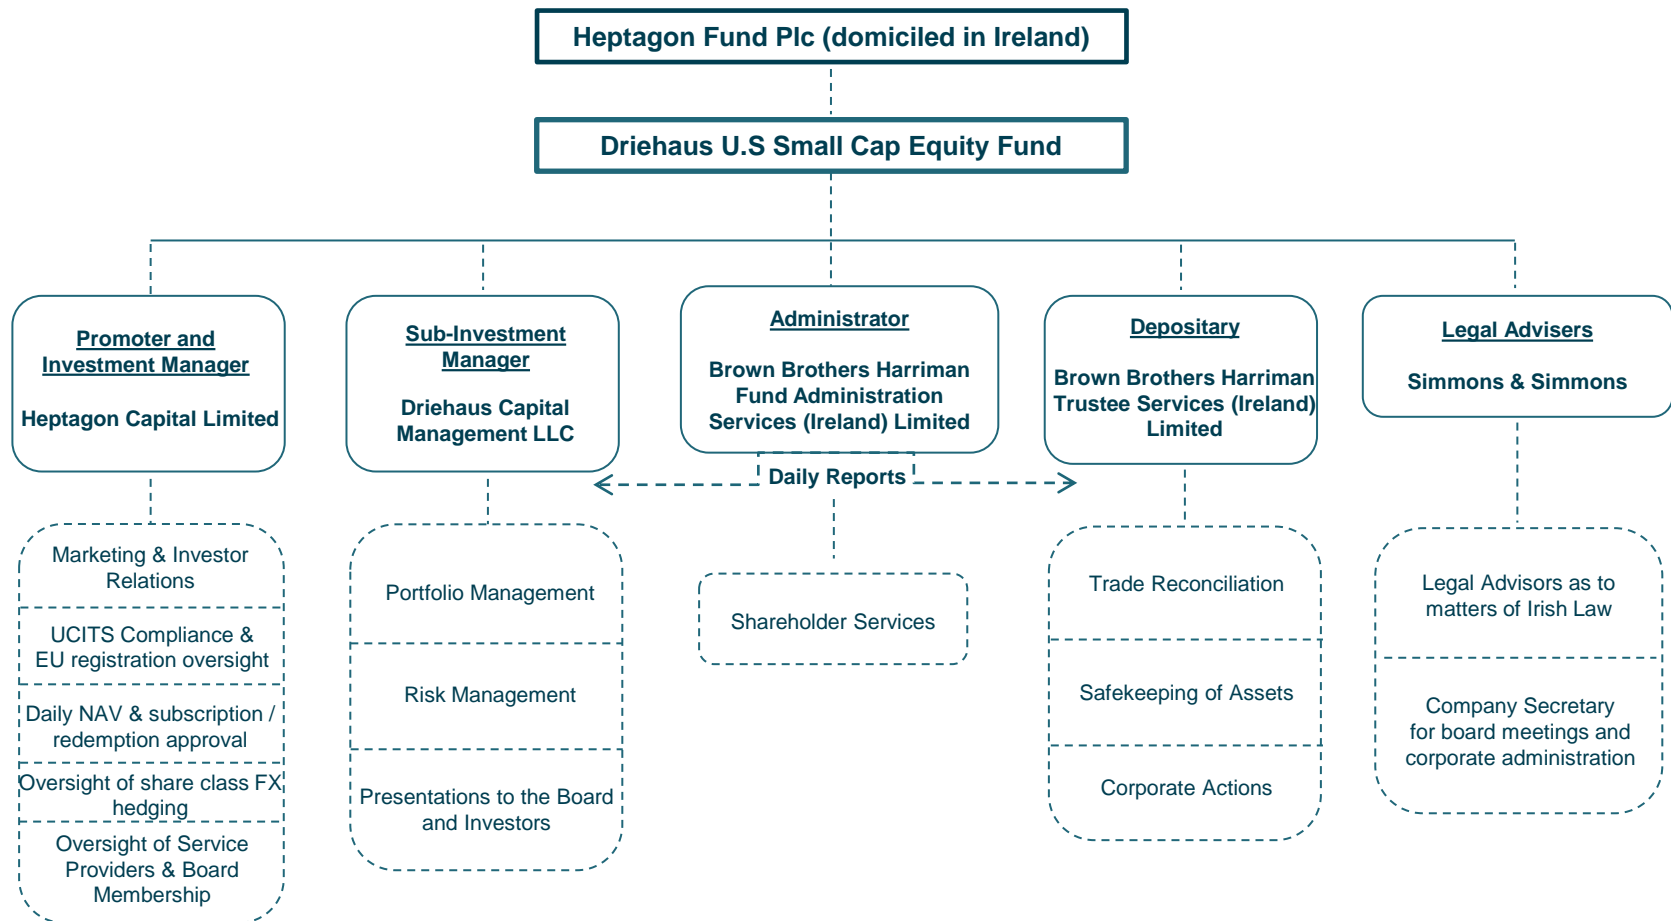 Heptagon Fund Plc (domiciled in Ireland)
Driehaus U.S Small Cap Equity Fund
Promoter and
Investment Manager
Heptagon Capital Limited
Sub-Investment
Manager
Driehaus Capital
Management LLC
Administrator
Brown Brothers Harriman
Fund Administration
Services (Ireland) Limited
Depositary
Brown Brothers Harriman
Trustee Services (Ireland)
Limited
Legal Advisers
Simmons & Simmons
Daily Reports
Marketing & Investor
Relations
UCITS Compliance &
EU registration oversight
Daily NAV & subscription /
redemption approval
Oversight of share class FX
hedging
Oversight of Service
Providers & Board
Membership
Portfolio Management
Risk Management
Presentations to the Board
and Investors
Shareholder Services
Trade Reconciliation
Safekeeping of Assets
Corporate Actions
Legal Advisors as to
matters of Irish Law
Company Secretary
for board meetings and
corporate administration